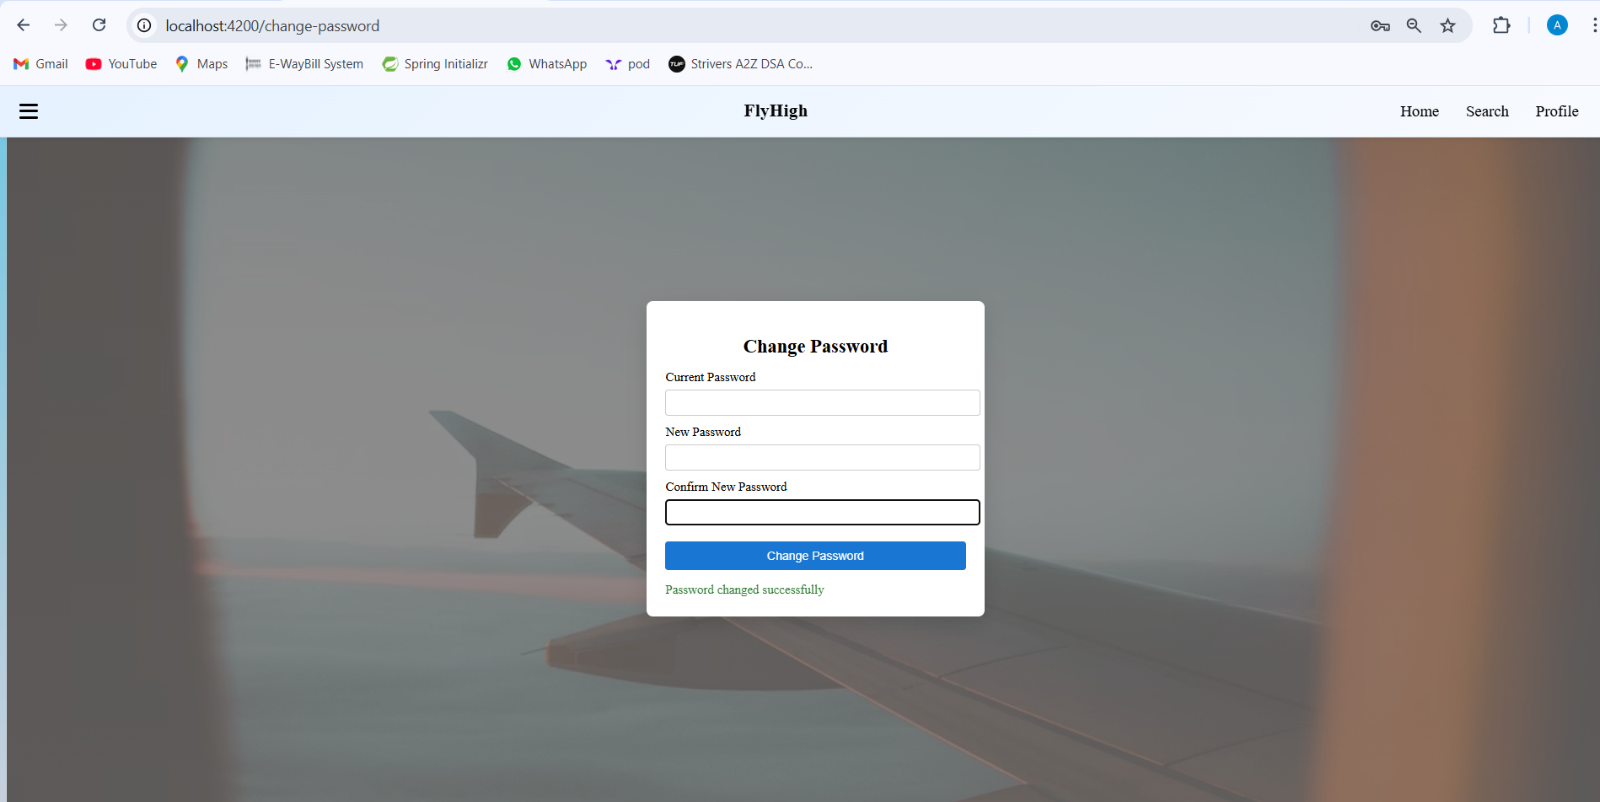 localhost:4200/change-password
A
Gmail YouTube Maps E-WayBill System Spring Initializr WhatsApp pod TUF Strivers A2Z DSA Co...
FlyHigh Home Search Profile
Change Password
Current Password
New Password
Confirm New Password
Change Password
Password changed successfully